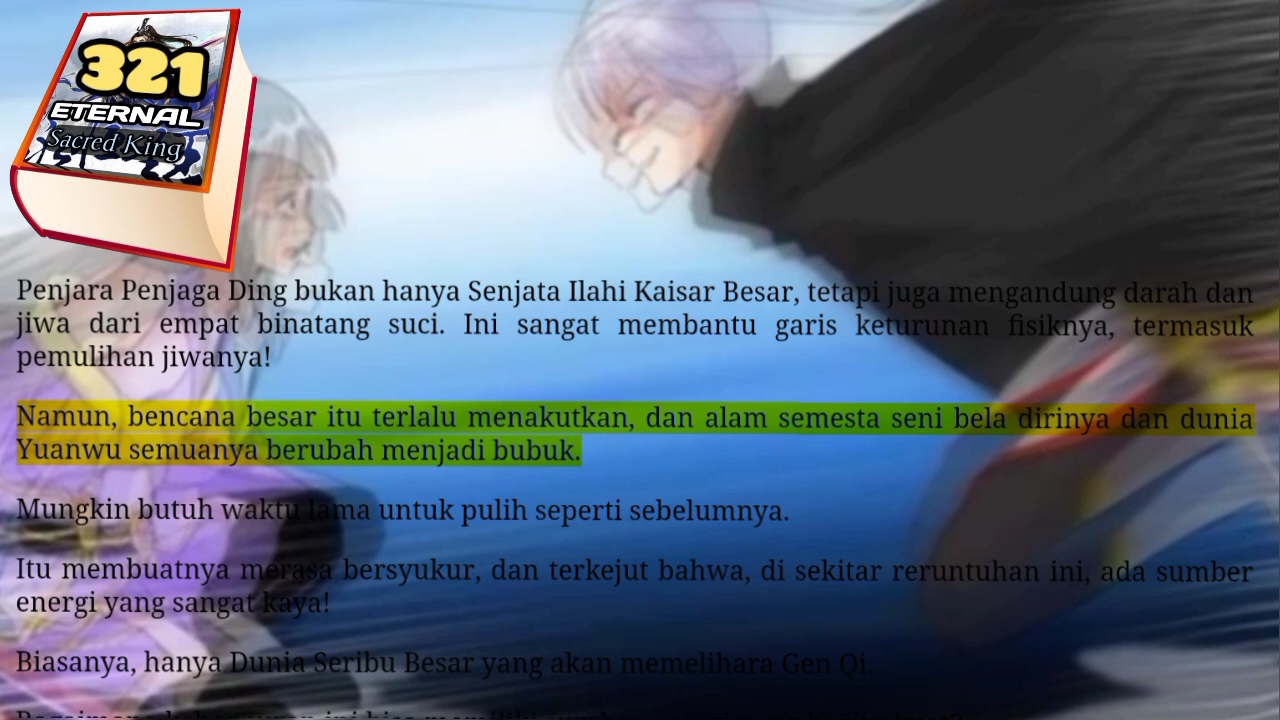 321
ETERNAL
Sacred King
Penjara Penjaga Ding bukan hanya Senjata Ilahi Kaisar Besar, tetapi juga mengandung darah dan
jiwa dari empat binatang suci. Ini sangat membantu garis keturunan fisiknya, termasuk
pemulihan jiwanya!
Namun, bencana besar itu terlalu menakutkan, dan alam semesta seni bela dirinya dan dunia
Yuanwu semuanya berubah menjadi bubuk.
Mungkin butuh waktu lama untuk pulih seperti sebelumnya.
Itu membuatnya merasa bersyukur, dan terkejut bahwa, di sekitar reruntuhan ini, ada sumber
energi yang sangat kaya!
Biasanya, hanya Dunia Seribu Besar yang akan memelihara Gen Qi.